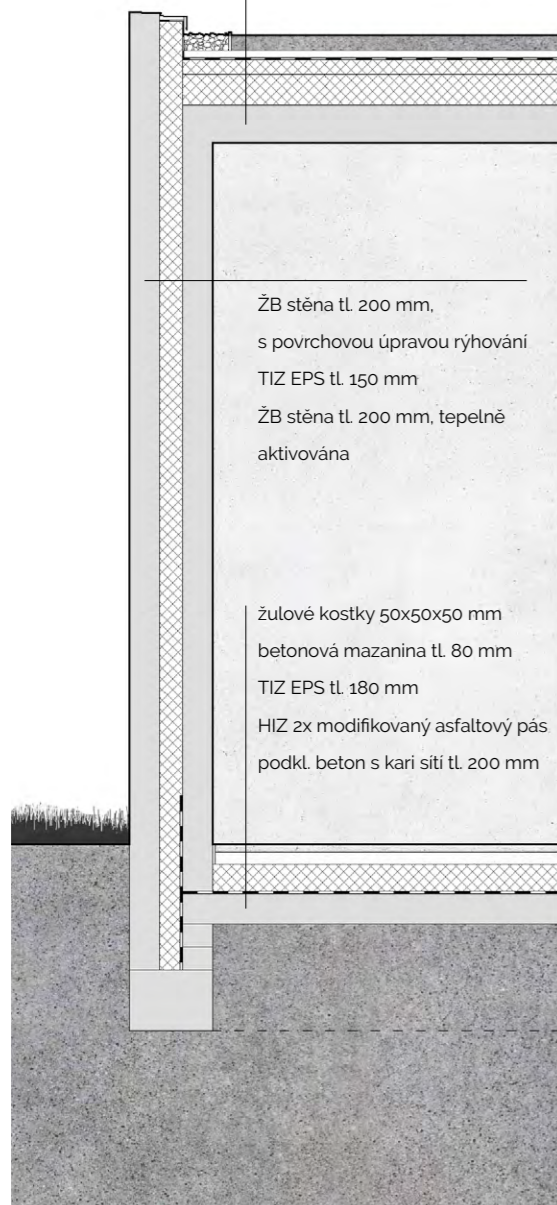 ŽB stěna tl. 200 mm,
s povrchovou úpravou rýhování
TIZ EPS tl. 150 mm
ŽB stěna tl. 200 mm, tepelně
aktivována
žulové kostky 50x50x50 mm
betonová mazanina tl. 80 mm
TIZ EPS tl. 180 mm
HIZ 2x modifikovaný asfaltový pás
podkl. beton s kari sítí tl. 200 mm